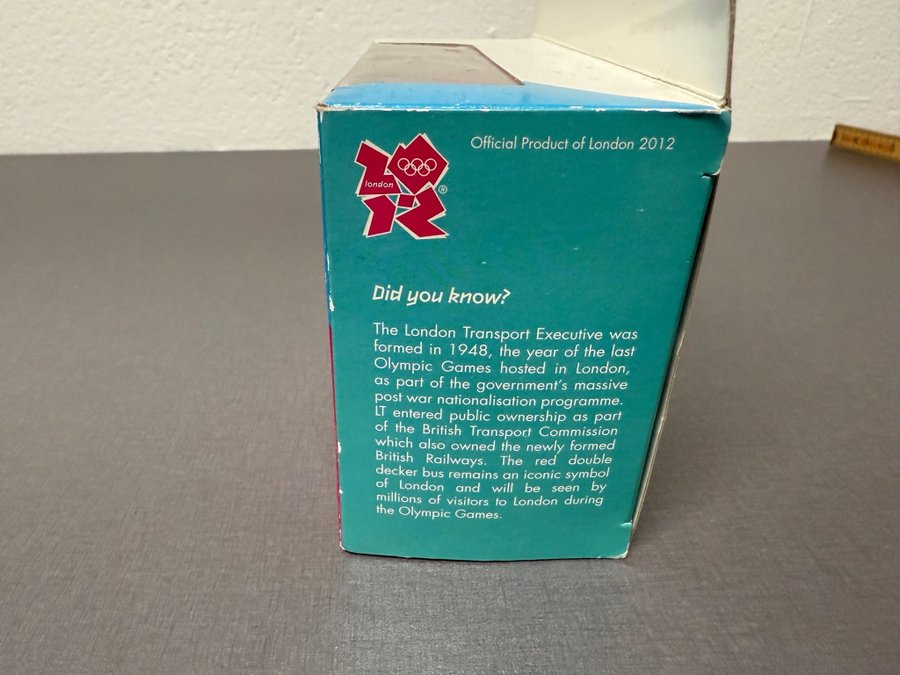 Official Product of London 2012
london
®
Did you know?
The London Transport Executive was
formed in 1948, the year of the last
Olympic Games hosted in London,
as part of the government's massive
post war nationalisation programme.
LT entered public ownership as part
of the British Transport Commission
which also owned the newly formed
British Railways. The red double
decker bus remains an iconic symbol
of London and will be seen by
millions of visitors to London during
the Olympic Games.